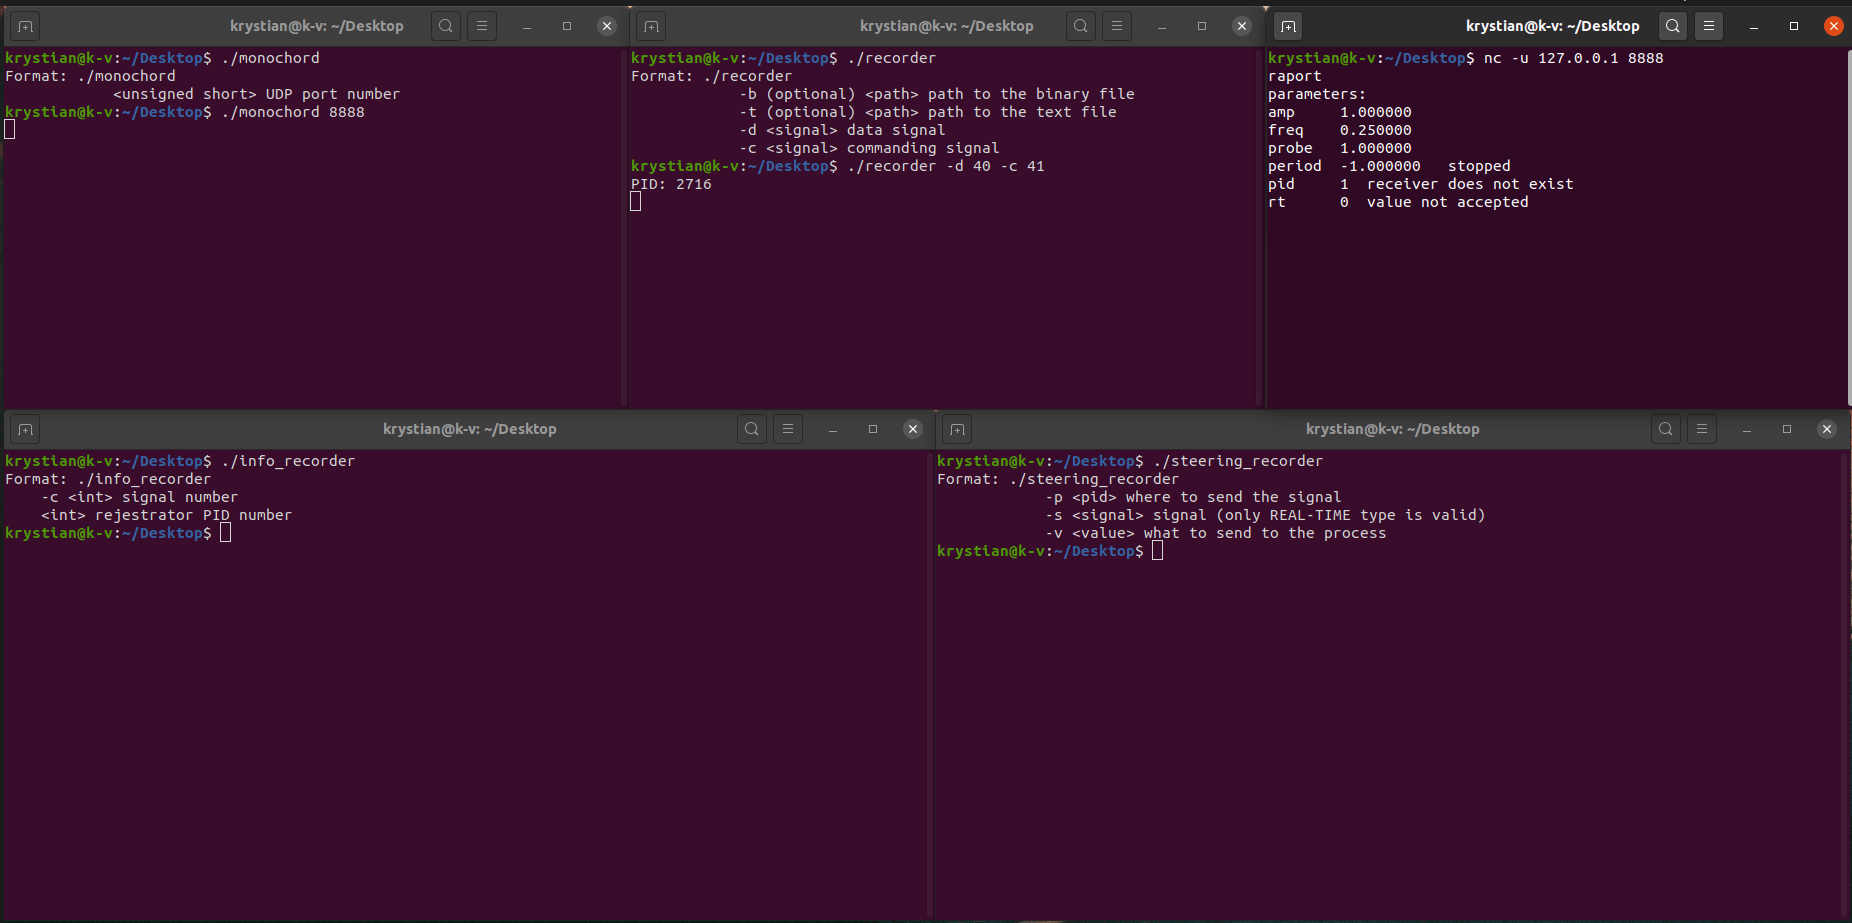 krystian@k-v: ~/Desktop
krystian@k-v:~/Desktop$ ./monochord
Format: ./monochord
<unsigned short> UDP port number
krystian@k-v:~/Desktop$ ./monochord 8888
krystian@k-v: ~/Desktop
krystian@k-v:~/Desktop$ ./recorder
Format: ./recorder
-b (optional) <path> path to the binary file
-t (optional) <path> path to the text file
-d <signal> data signal
-c <signal> commanding signal
krystian@k-v:~/Desktop$ ./recorder -d 40 -c 41
PID: 2716
krystian@k-v: ~/Desktop
krystian@k-v:~/Desktop$ nc -u 127.0.0.1 8888
raport
parameters:
amp 1.000000
freq 0.250000
probe 1.000000
period -1.000000 stopped
pid 1 receiver does not exist
rt 0 value not accepted
krystian@k-v: ~/Desktop
krystian@k-v:~/Desktop$ ./info_recorder
Format: ./info_recorder
-c <int> signal number
<int> rejestrator PID number
krystian@k-v:~/Desktop$
krystian@k-v: ~/Desktop
krystian@k-v:~/Desktop$ ./steering_recorder
Format: ./steering_recorder
-p <pid> where to send the signal
-s <signal> signal (only REAL-TIME type is valid)
-v <value> what to send to the process
krystian@k-v:~/Desktop$